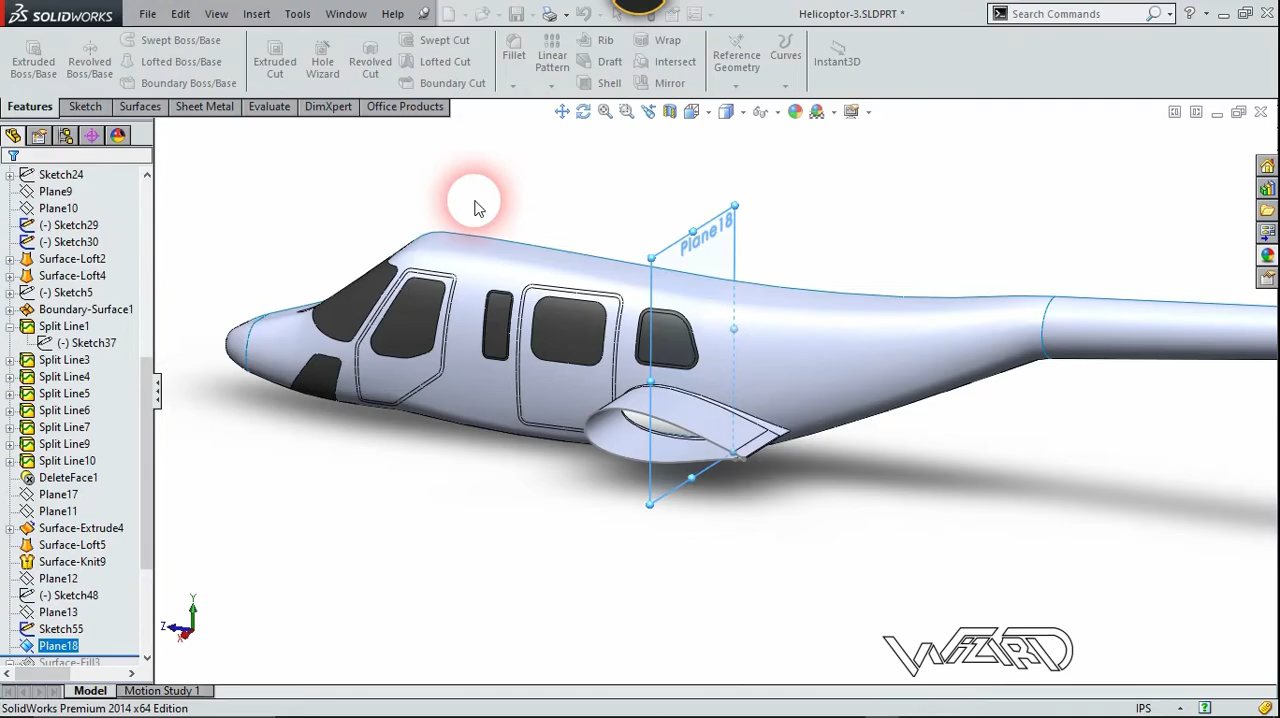 SOLIDWORKS File Edit View Insert Tools Window Help Helicoptor-3.SLDPRT * Search Commands
Extruded Boss/Base Revolved Boss/Base Swept Boss/Base Lofted Boss/Base Boundary Boss/Base Extruded Cut Hole Wizard Revolved Cut Swept Cut Lofted Cut Boundary Cut Fillet Linear Pattern Rib Draft Shell Wrap Intersect Mirror Reference Geometry Curves Instant3D
Features Sketch Surfaces Sheet Metal Evaluate DimXpert Office Products
Sketch24
Plane9
Plane10
(-) Sketch29
(-) Sketch30
Surface-Loft2
Surface-Loft4
(-) Sketch5
Boundary-Surface1
Split Line1
(-) Sketch37
Split Line3
Split Line4
Split Line5
Split Line6
Split Line7
Split Line9
Split Line10
DeleteFace1
Plane17
Plane11
Surface-Extrude4
Surface-Loft5
Surface-Knit9
Plane12
(-) Sketch48
Plane13
Sketch55
Plane18
Surface-Fill3
Plane18
Y
Z
X
WIZARD
Model Motion Study 1
SolidWorks Premium 2014 x64 Edition IPS